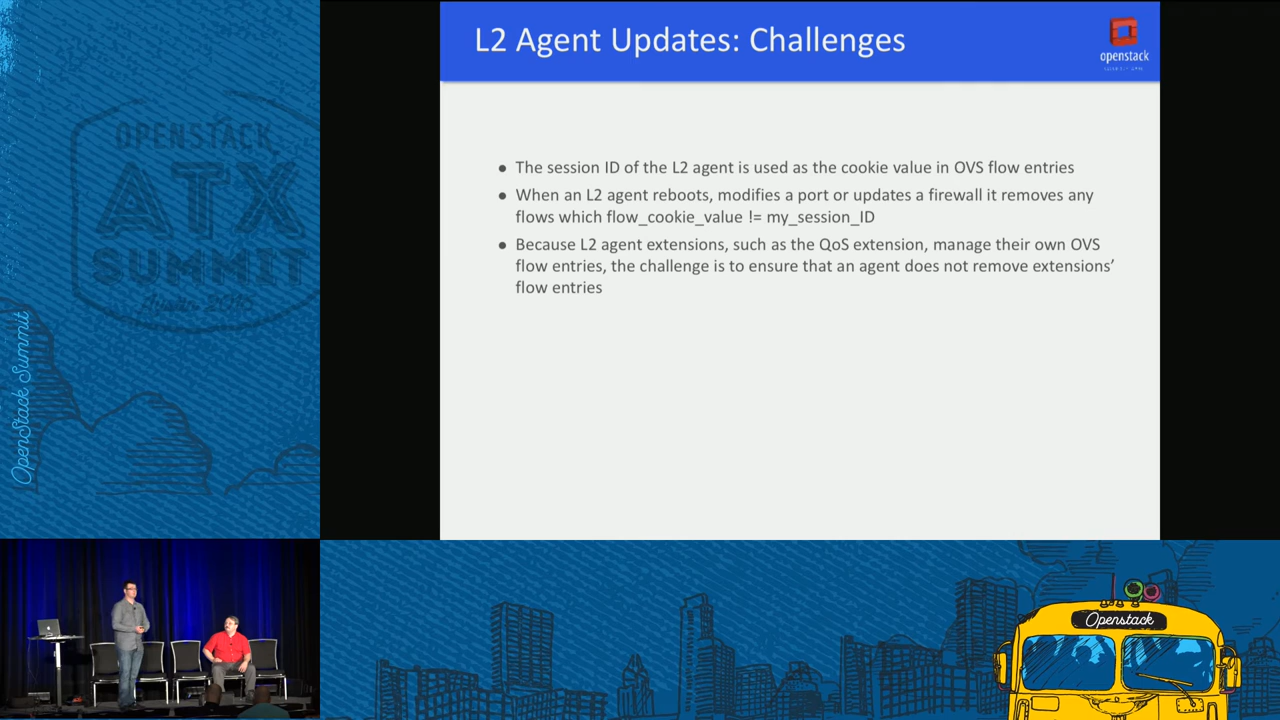 L2 Agent Updates: Challenges
openstack
● The session ID of the L2 agent is used as the cookie value in OVS flow entries
● When an L2 agent reboots, modifies a port or updates a firewall it removes any
flows which flow_cookie_value != my_session_ID
● Because L2 agent extensions, such as the QoS extension, manage their own OVS
flow entries, the challenge is to ensure that an agent does not remove extensions’
flow entries
OPENSTACK
ATX
SUMMIT
Austin 2016
OpenStack Summit
Openstack